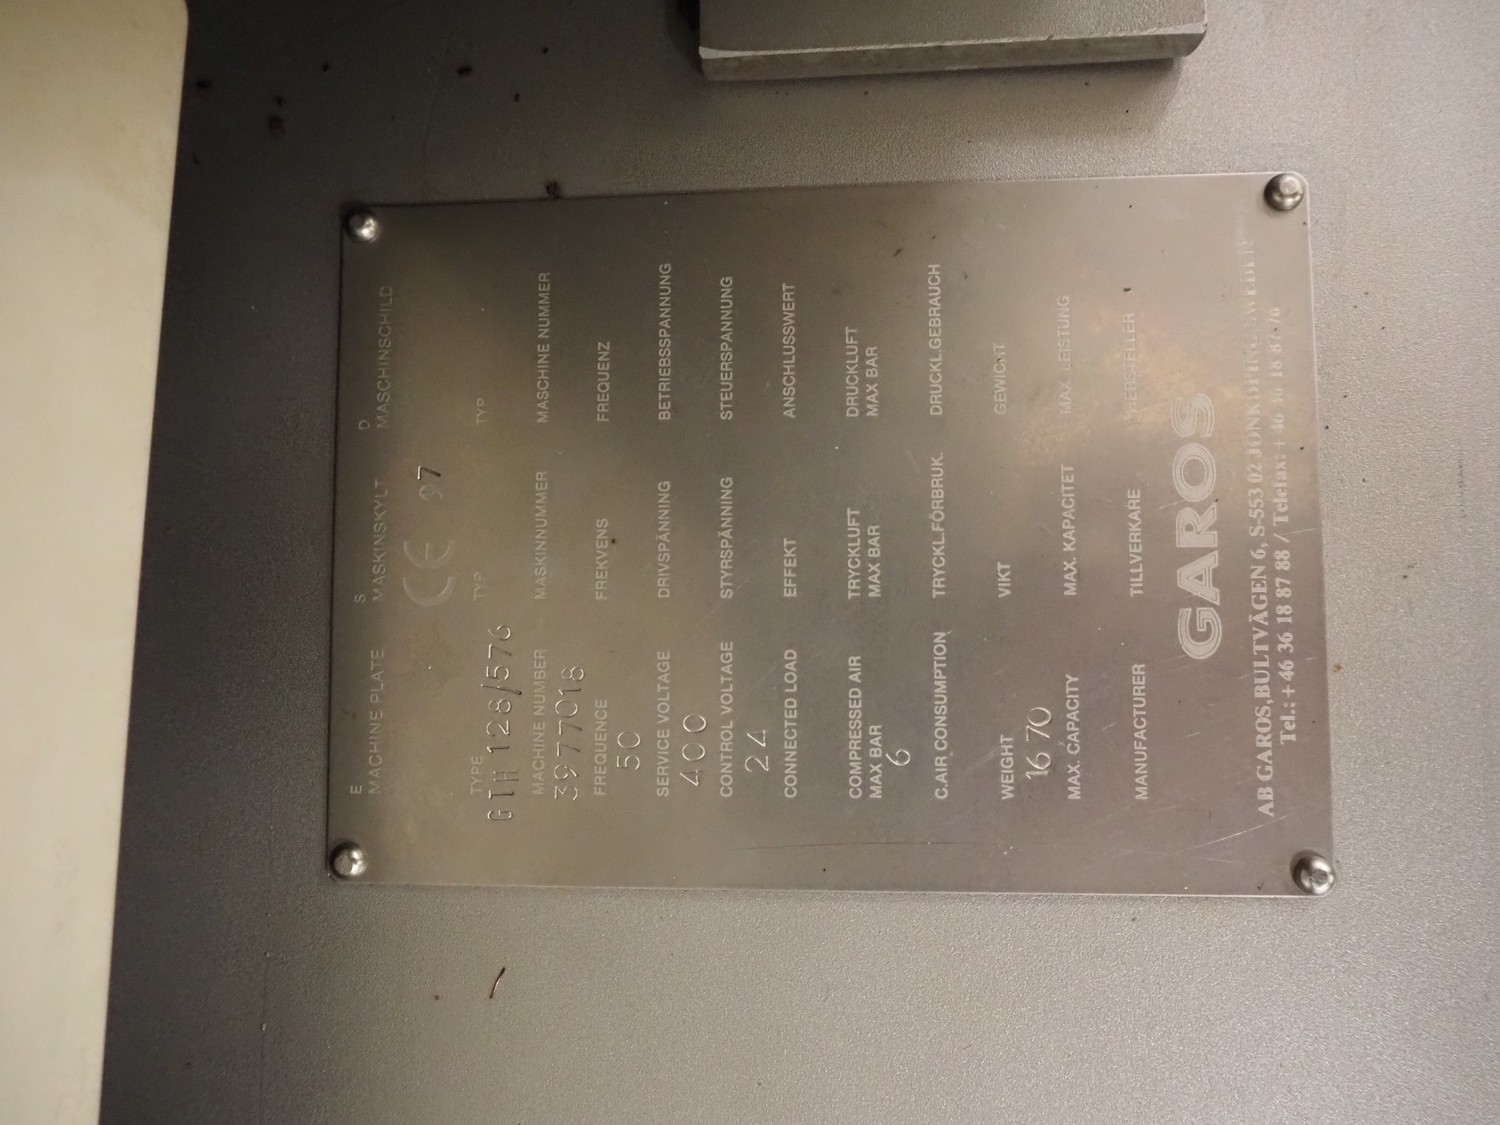 E S D
MACHINE PLATE MASKINSKYLT MASCHINSCHILD
CE 97
TYPE TYP TYP
GTH 128/576
MACHINE NUMBER MASKINNUMMER MASCHINE NUMMER
3977018
FREQUENCE FREKVENS FREQUENZ
50
SERVICE VOLTAGE DRIVSPÄNNING BETRIEBSSPANNUNG
400
CONTROL VOLTAGE STYRSPÄNNING STEUERSPANNUNG
24
CONNECTED LOAD EFFEKT ANSCHLUSSWERT
COMPRESSED AIR TRYCKLUFT DRUCKLUFT
MAX BAR MAX BAR MAX BAR
6
C.AIR CONSUMPTION TRYCKL.FÖRBRUK. DRUCKL.GEBRAUCH
WEIGHT VIKT GEWICHT
1670
MAX. CAPACITY MAX. KAPACITET MAX. LEISTUNG
MANUFACTURER TILLVERKARE HERSTELLER
GAROS
AB GAROS,BULTVÄGEN 6, S-553 02 JÖNKÖPING, SWEDEN
Tel.: +46 36 18 87 88 / Telefax: +46 36 18 87 76